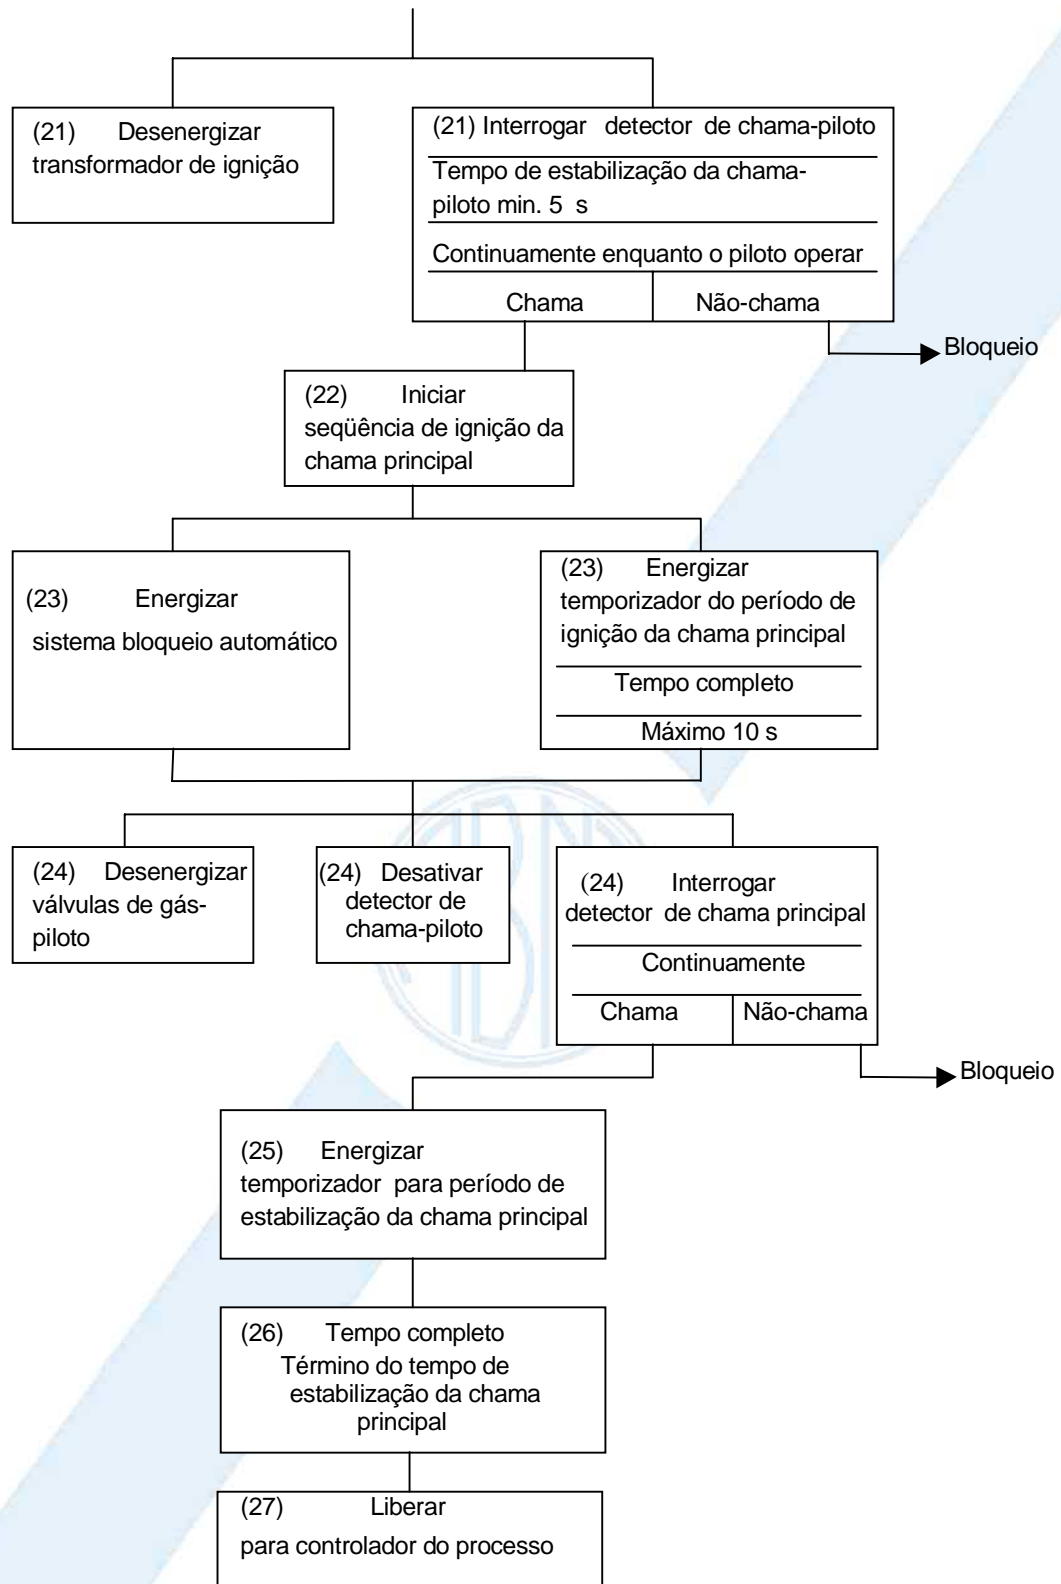 (21) Desenergizar
transformador de ignição
(21) Interrogar detector de chama-piloto
Tempo de estabilização da chama-
piloto min. 5 s
Continuamente enquanto o piloto operar
Chama
Não-chama
Bloqueio
(22) Iniciar
seqüência de ignição da
chama principal
(23) Energizar
sistema bloqueio automático
(23) Energizar
temporizador do período de
ignição da chama principal
Tempo completo
Máximo 10 s
(24) Desenergizar
válvulas de gás-
piloto
(24) Desativar
detector de
chama-piloto
(24) Interrogar
detector de chama principal
Continuamente
Chama
Não-chama
Bloqueio
(25) Energizar
temporizador para período de
estabilização da chama principal
(26) Tempo completo
Término do tempo de
estabilização da chama
principal
(27) Liberar
para controlador do processo
ABNT